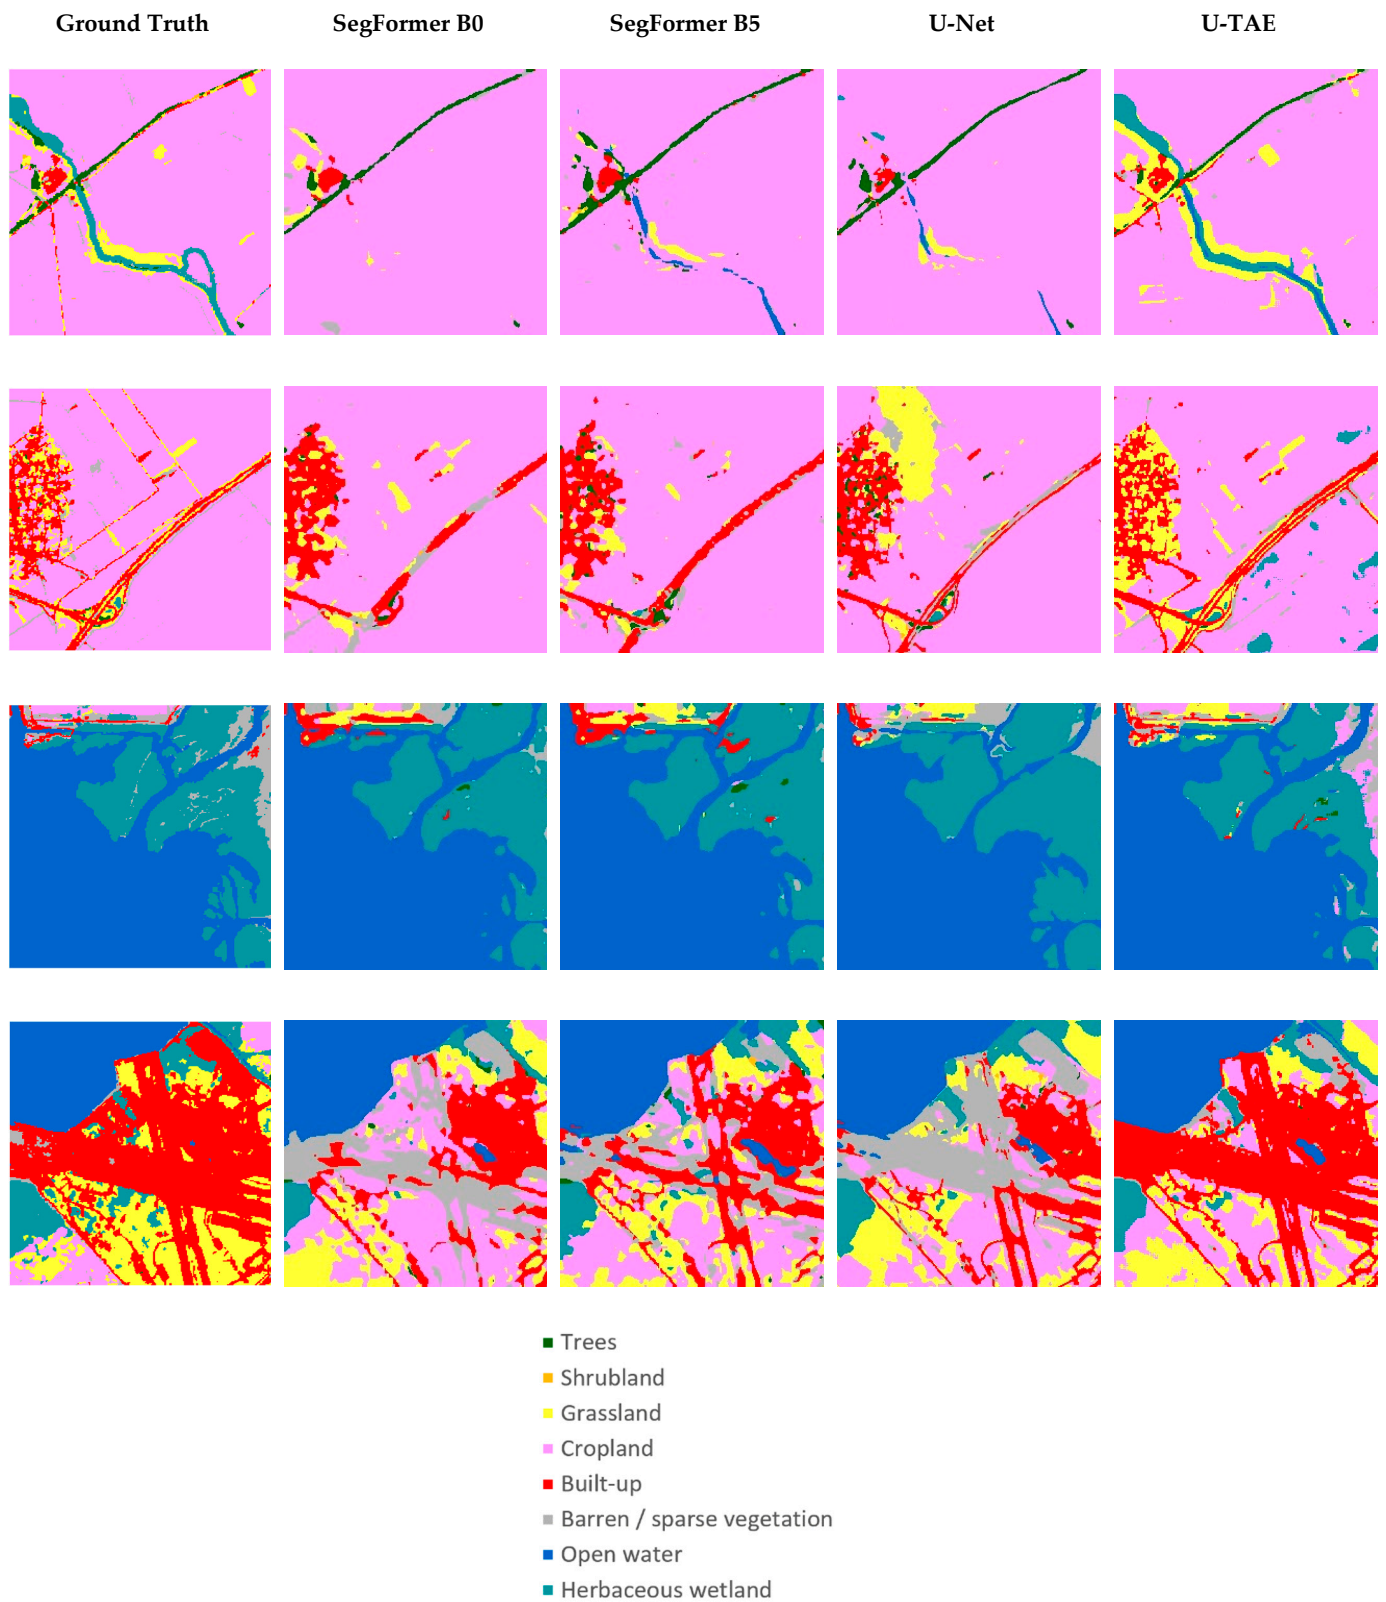 Ground Truth SegFormer B0 SegFormer B5 U-Net U-TAE
Trees
Shrubland
Grassland
Cropland
Built-up
Barren / sparse vegetation
Open water
Herbaceous wetland